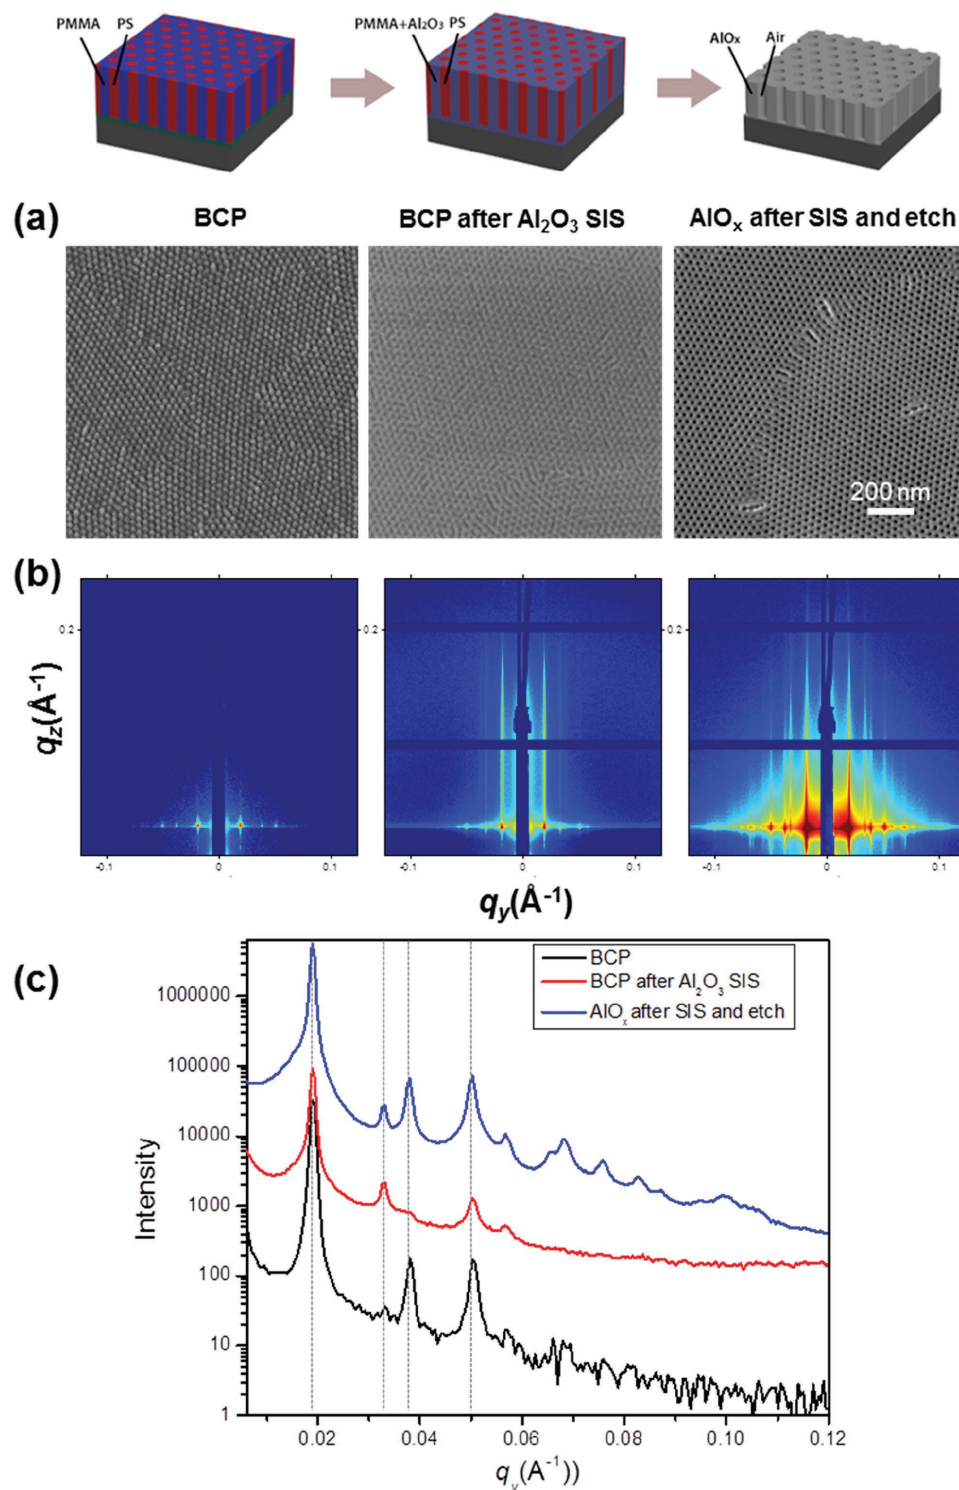 PMMA PS
PMMA+Al₂O₃ PS
AlOx Air
(a) BCP BCP after Al₂O₃ SIS AlOₓ after SIS and etch
200 nm
(b)
0.2 0.2 0.2
qz(Å⁻¹)
-0.1 0 0.1 -0.1 0 0.1 -0.1 0 0.1
qy(Å⁻¹)
(c)
BCP
BCP after Al₂O₃ SIS
AlOₓ after SIS and etch
1000000
100000
10000
1000
100
10
1
Intensity
0.02 0.04 0.06 0.08 0.10 0.12
qy(A⁻¹))